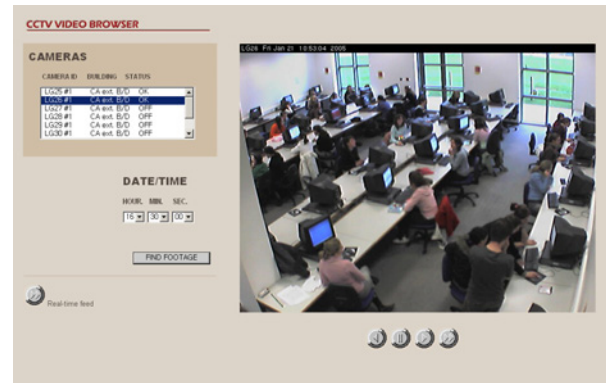 CCTV VIDEO BROWSER
CAMERAS
CAMERA ID BUILDING STATUS
LG25 #1 CA ext. B/D OK
LG26 #1 CA ext. B/D OK
LG27 #1 CA ext. B/D OFF
LG28 #1 CA ext. B/D OFF
LG29 #1 CA ext. B/D OFF
LG30 #1 CA ext. B/D OFF
DATE/TIME
HOUR. MIN. SEC.
16 30 00
FIND FOOTAGE
Real-time feed
LG26 Fri Jan 21 10:53:04 2005